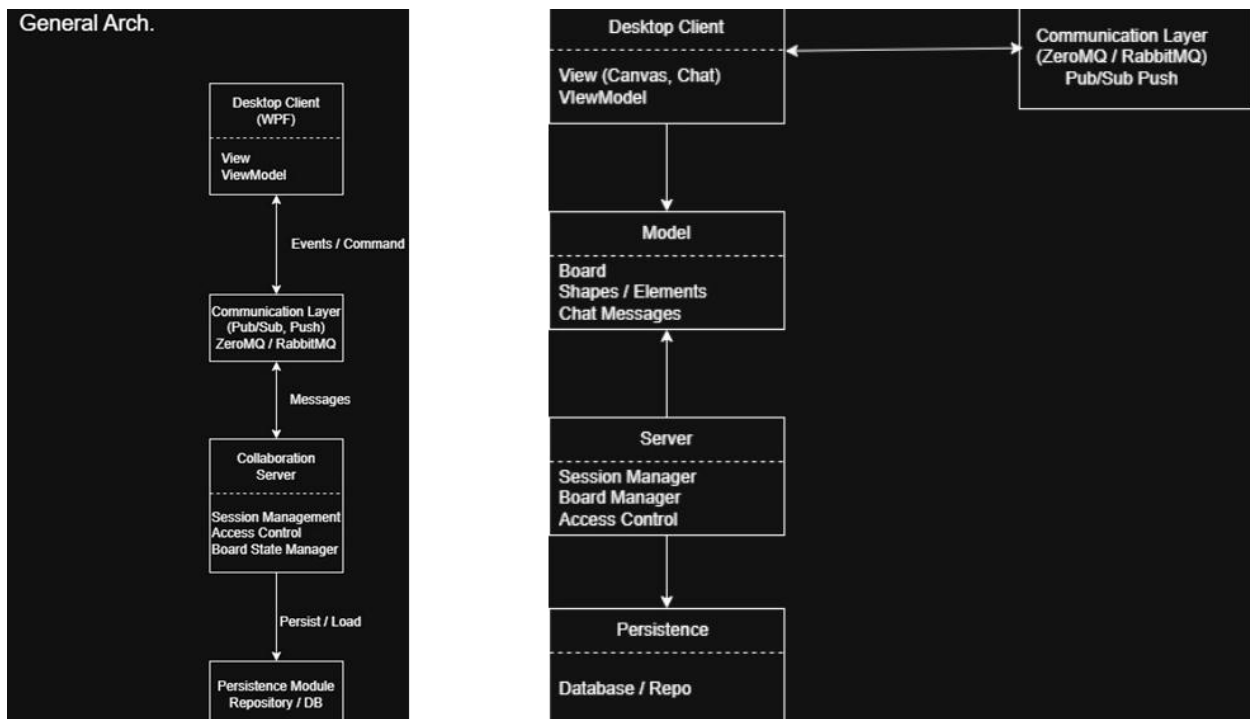 General Arch.
Desktop Client
(WPF)
View
ViewModel
Events / Command
Communication Layer
(Pub/Sub, Push)
ZeroMQ / RabbitMQ
Messages
Collaboration
Server
Session Management
Access Control
Board State Manager
Persist / Load
Persistence Module
Repository / DB
Desktop Client
View (Canvas, Chat)
VIewModel
Communication Layer
(ZeroMQ / RabbitMQ)
Pub/Sub Push
Model
Board
Shapes / Elements
Chat Messages
Server
Session Manager
Board Manager
Access Control
Persistence
Database / Repo